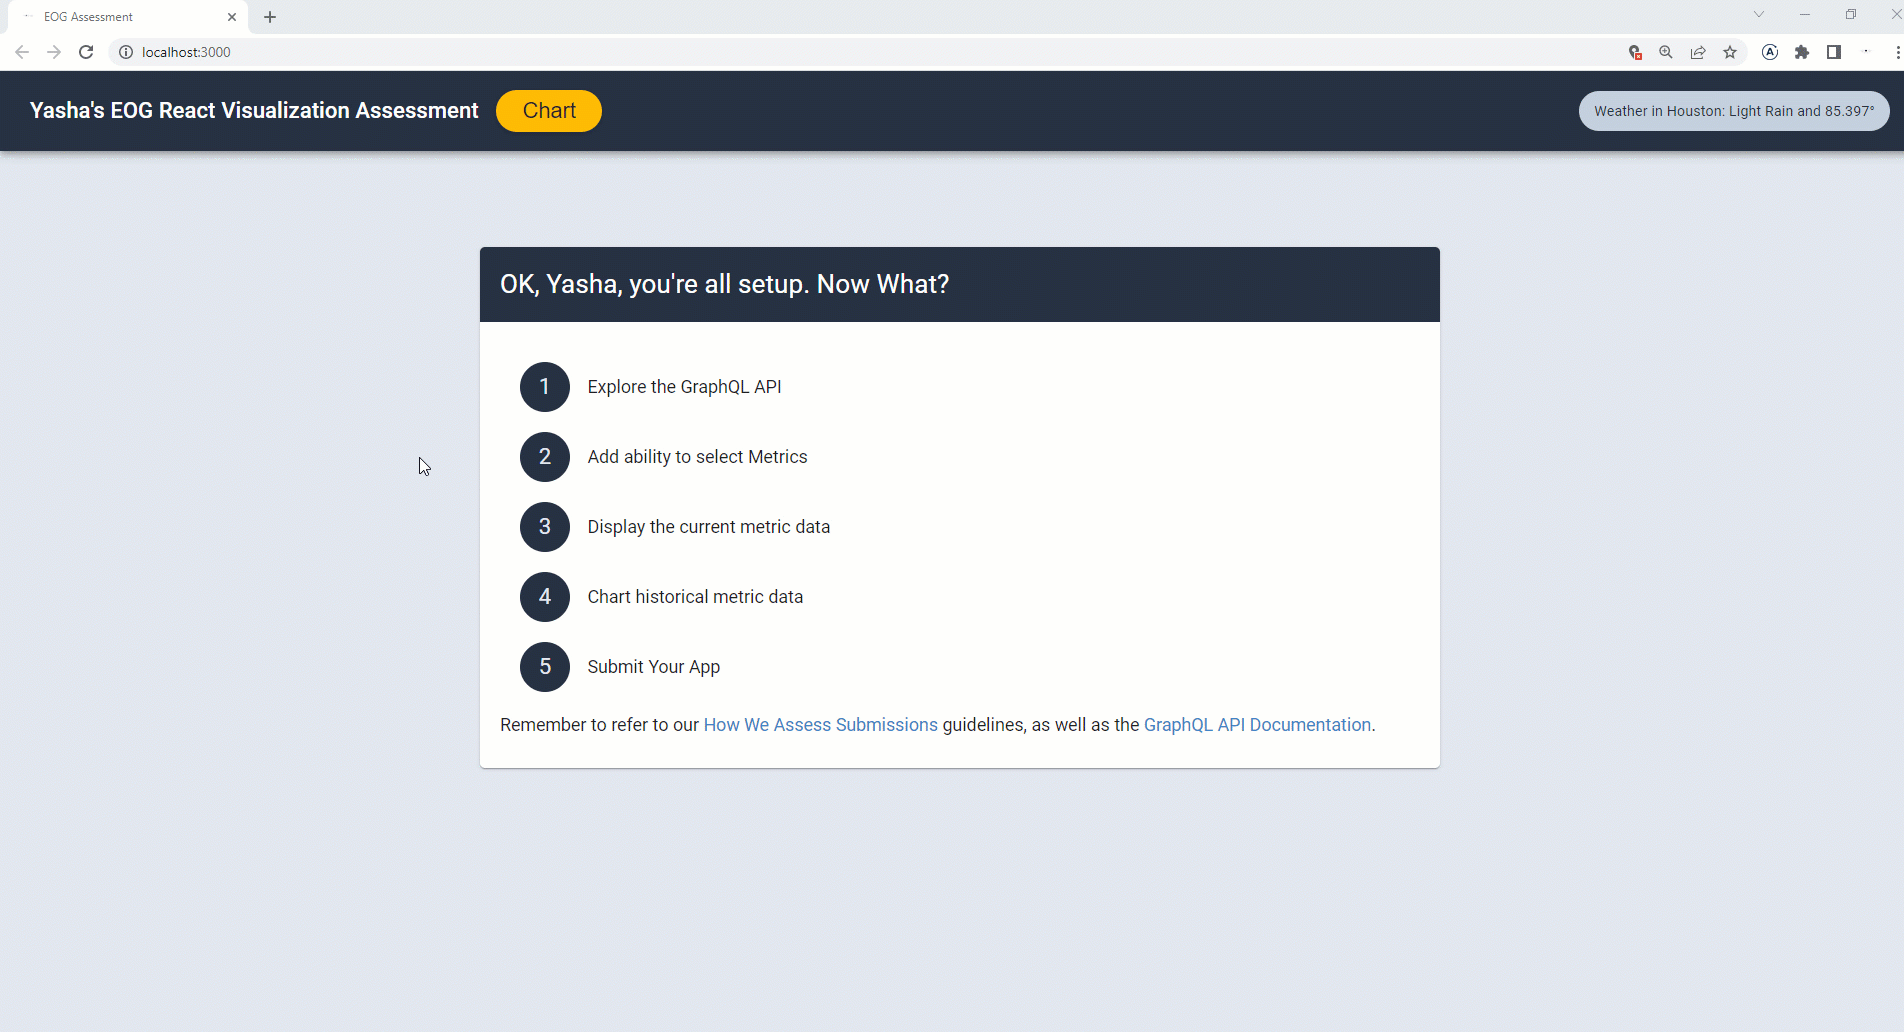 EOG Assessment
localhost:3000
Yasha's EOG React Visualization Assessment
Chart
Weather in Houston: Light Rain and 85.397°
OK, Yasha, you're all setup. Now What?
1 Explore the GraphQL API
2 Add ability to select Metrics
3 Display the current metric data
4 Chart historical metric data
5 Submit Your App
Remember to refer to our How We Assess Submissions guidelines, as well as the GraphQL API Documentation.